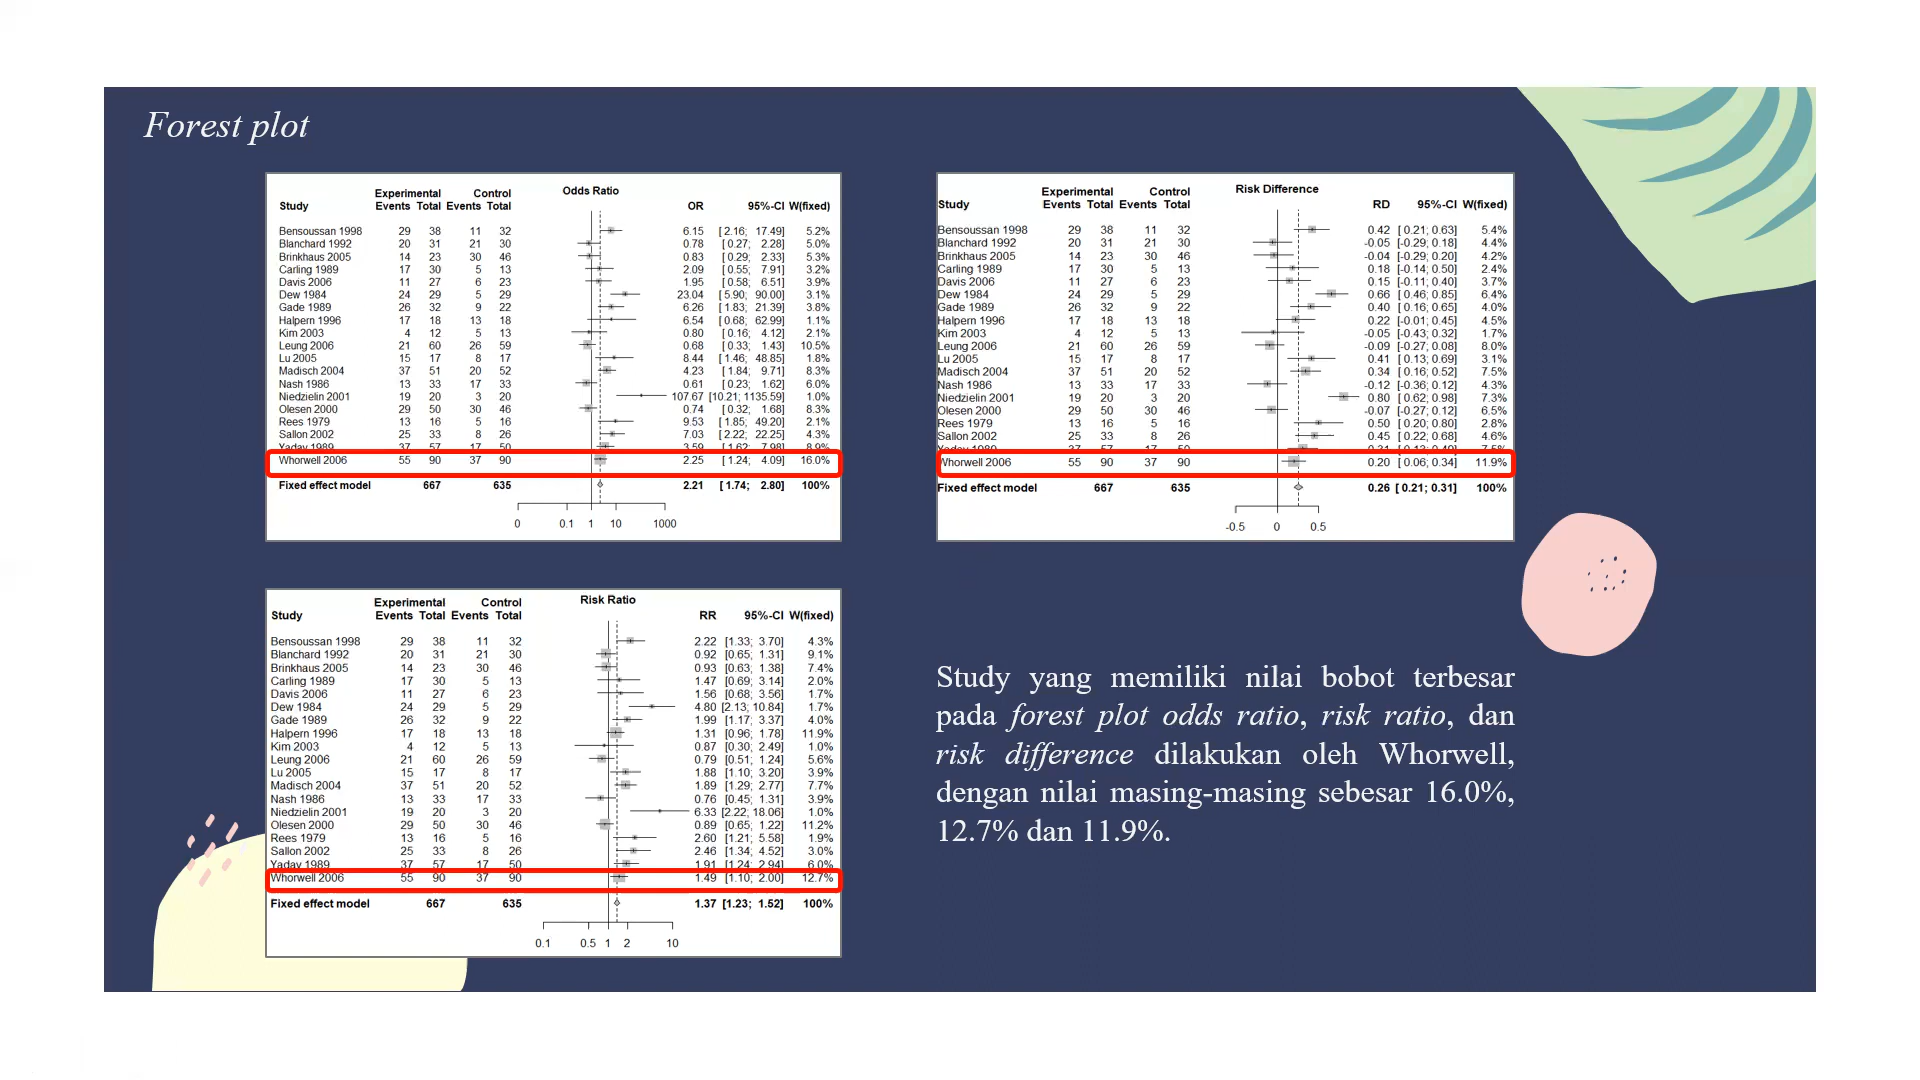 Forest plot
Odds Ratio
Experimental Control
Study Events Total Events Total OR 95%-CI W(fixed)
Bensoussan 1998 29 38 11 32 6.15 [ 2.16; 17.49] 5.2%
Blanchard 1992 20 31 21 30 0.78 [ 0.27; 2.28] 5.0%
Brinkhaus 2005 14 23 30 46 0.83 [ 0.29; 2.33] 5.3%
Carling 1989 17 30 5 13 2.09 [ 0.55; 7.91] 3.2%
Davis 2006 11 27 6 23 1.95 [ 0.58; 6.51] 3.9%
Dew 1984 24 29 5 29 23.04 [ 5.90; 90.00] 3.1%
Gade 1989 26 32 9 22 6.26 [ 1.83; 21.39] 3.8%
Halpern 1996 17 18 13 18 6.54 [ 0.68; 62.99] 1.1%
Kim 2003 4 12 5 13 0.80 [ 0.16; 4.12] 2.1%
Leung 2006 21 60 26 59 0.68 [ 0.33; 1.43] 10.5%
Lu 2005 15 17 8 17 8.44 [ 1.46; 48.85] 1.8%
Madisch 2004 37 51 20 52 4.23 [ 1.84; 9.71] 8.3%
Nash 1986 13 33 17 33 0.61 [ 0.23; 1.62] 6.0%
Niedzielin 2001 19 20 3 20 107.67 [10.21; 1135.59] 1.0%
Olesen 2000 29 50 30 46 0.74 [ 0.32; 1.68] 8.3%
Rees 1979 13 16 5 16 9.53 [ 1.85; 49.20] 2.1%
Sallon 2002 25 33 8 26 7.03 [ 2.22; 22.25] 4.3%
Yadav 1989 37 57 17 50 3.59 [ 1.62; 7.98] 8.9%
Whorwell 2006 55 90 37 90 2.25 [ 1.24; 4.09] 16.0%
Fixed effect model 667 635 2.21 [ 1.74; 2.80] 100%
0 0.1 1 10 1000
Risk Difference
Experimental Control
Study Events Total Events Total RD 95%-CI W(fixed)
Bensoussan 1998 29 38 11 32 0.42 [ 0.21; 0.63] 5.4%
Blanchard 1992 20 31 21 30 -0.05 [-0.29; 0.18] 4.4%
Brinkhaus 2005 14 23 30 46 -0.04 [-0.29; 0.20] 4.2%
Carling 1989 17 30 5 13 0.18 [-0.14; 0.50] 2.4%
Davis 2006 11 27 6 23 0.15 [-0.11; 0.40] 3.7%
Dew 1984 24 29 5 29 0.66 [ 0.46; 0.85] 6.4%
Gade 1989 26 32 9 22 0.40 [ 0.16; 0.65] 4.0%
Halpern 1996 17 18 13 18 0.22 [-0.01; 0.45] 4.5%
Kim 2003 4 12 5 13 -0.05 [-0.43; 0.32] 2.1%
Leung 2006 21 60 26 59 -0.09 [-0.27; 0.08] 8.0%
Lu 2005 15 17 8 17 0.41 [ 0.13; 0.69] 3.1%
Madisch 2004 37 51 20 52 0.34 [ 0.16; 0.52] 7.5%
Nash 1986 13 33 17 33 -0.12 [-0.36; 0.12] 4.3%
Niedzielin 2001 19 20 3 20 0.80 [ 0.62; 0.98] 7.3%
Olesen 2000 29 50 30 46 -0.07 [-0.27; 0.12] 6.5%
Rees 1979 13 16 5 16 0.50 [ 0.20; 0.80] 2.8%
Sallon 2002 25 33 8 26 0.45 [ 0.22; 0.68] 4.6%
Yadav 1989 37 57 17 50 0.31 [ 0.13; 0.49] 7.5%
Whorwell 2006 55 90 37 90 0.20 [ 0.06; 0.34] 11.9%
Fixed effect model 667 635 0.26 [ 0.21; 0.31] 100%
-0.5 0 0.5
Risk Ratio
Experimental Control
Study Events Total Events Total RR 95%-CI W(fixed)
Bensoussan 1998 29 38 11 32 2.22 [1.33; 3.70] 4.3%
Blanchard 1992 20 31 21 30 0.92 [0.65; 1.31] 9.1%
Brinkhaus 2005 14 23 30 46 0.93 [0.63; 1.38] 7.4%
Carling 1989 17 30 5 13 1.47 [0.69; 3.14] 2.0%
Davis 2006 11 27 6 23 1.56 [0.68; 3.56] 1.7%
Dew 1984 24 29 5 29 4.80 [2.13; 10.84] 1.7%
Gade 1989 26 32 9 22 1.99 [1.17; 3.37] 4.0%
Halpern 1996 17 18 13 18 1.31 [0.96; 1.78] 11.9%
Kim 2003 4 12 5 13 0.87 [0.30; 2.49] 1.0%
Leung 2006 21 60 26 59 0.79 [0.51; 1.24] 5.6%
Lu 2005 15 17 8 17 1.88 [1.10; 3.20] 3.9%
Madisch 2004 37 51 20 52 1.89 [1.29; 2.77] 7.4%
Nash 1986 13 33 17 33 0.76 [0.45; 1.31] 3.9%
Niedzielin 2001 19 20 3 20 6.33 [2.22; 18.06] 1.0%
Olesen 2000 29 50 30 46 0.89 [0.65; 1.22] 11.2%
Rees 1979 13 16 5 16 2.60 [1.21; 5.58] 1.9%
Sallon 2002 25 33 8 26 2.46 [1.34; 4.52] 3.0%
Yadav 1989 37 57 17 50 1.91 [1.24; 2.94] 6.0%
Whorwell 2006 55 90 37 90 1.49 [1.10; 2.00] 12.7%
Fixed effect model 667 635 1.37 [1.23; 1.52] 100%
0.1 0.5 1 2 10
Study yang memiliki nilai bobot terbesar
pada forest plot odds ratio, risk ratio, dan
risk difference dilakukan oleh Whorwell,
dengan nilai masing-masing sebesar 16.0%,
12.7% dan 11.9%.